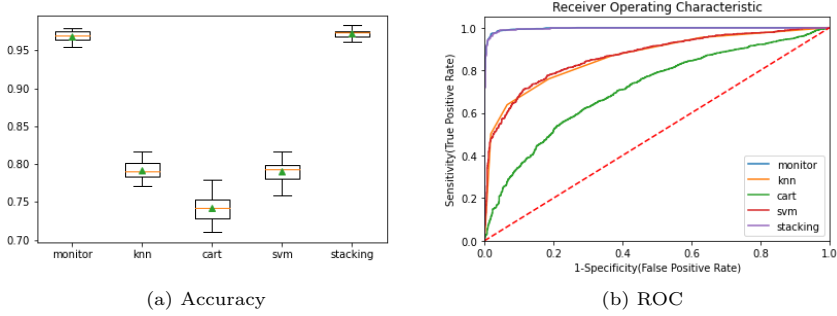 0.95
0.90
0.85
0.80
0.75
0.70
monitor
knn
cart
svm
stacking
(a) Accuracy
Receiver Operating Characteristic
Sensitivity(True Positive Rate)
1.0
0.8
0.6
0.4
0.2
0.0
monitor
knn
cart
svm
stacking
0.0
0.2
0.4
0.6
0.8
1.0
1-Specificity(False Positive Rate)
(b) ROC